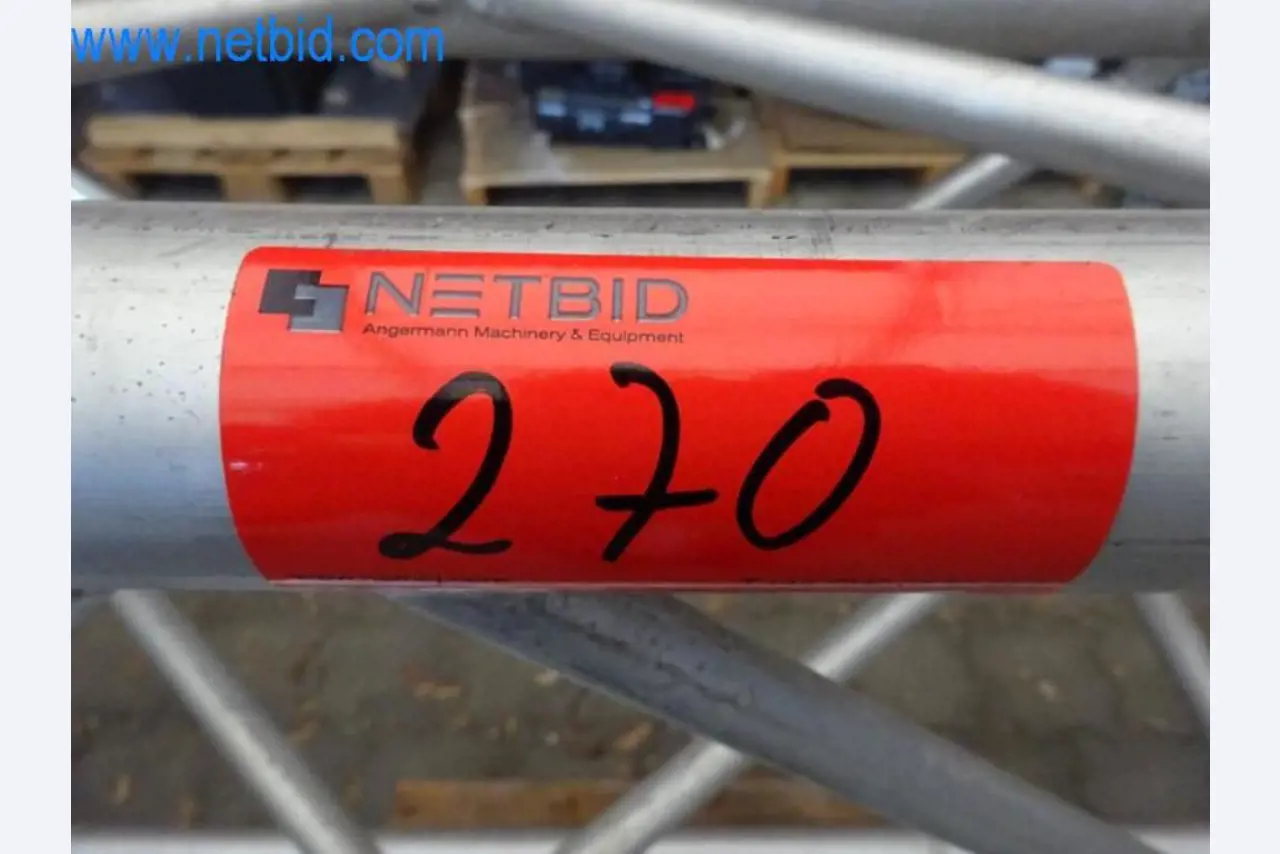 www.netbid.com
NETBID
Angermann Machinery & Equipment
270